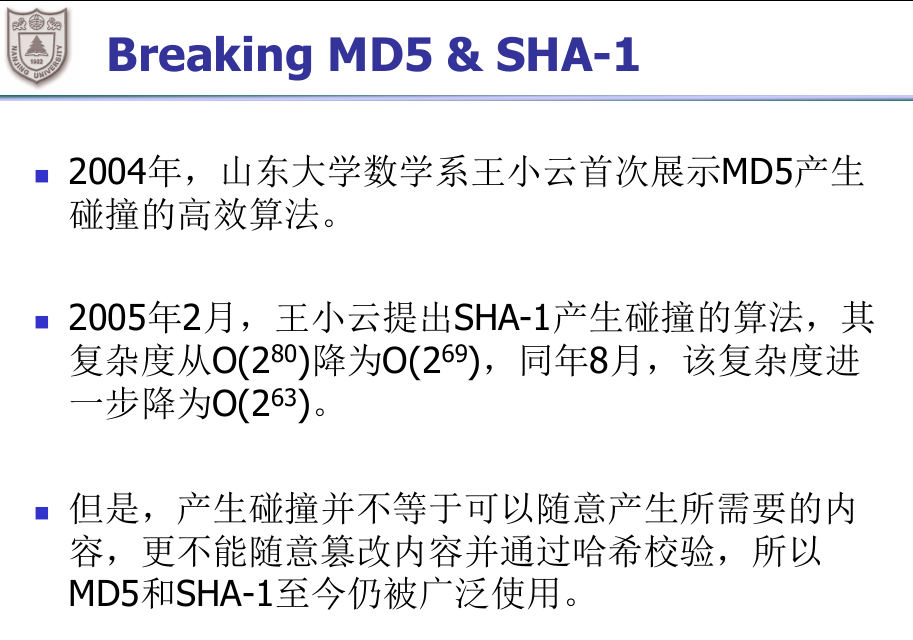 NANJING UNIVERSITY
1902
Breaking MD5 & SHA-1
2004年，山东大学数学系王小云首次展示MD5产生
碰撞的高效算法。
2005年2月，王小云提出SHA-1产生碰撞的算法，其
复杂度从O(2⁸⁰)降为O(2⁶⁹)，同年8月，该复杂度进
一步降为O(2⁶³)。
但是，产生碰撞并不等于可以随意产生所需要的内
容，更不能随意篡改内容并通过哈希校验，所以
MD5和SHA-1至今仍被广泛使用。